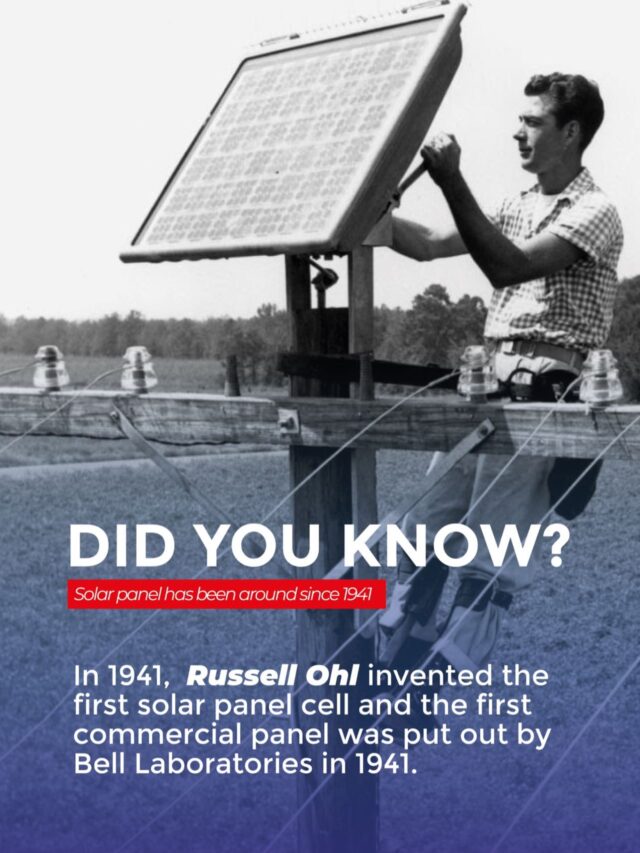 DID YOU KNOW?
Solar panel has been around since 1941
In 1941, Russell Ohl invented the
first solar panel cell and the first
commercial panel was put out by
Bell Laboratories in 1941.